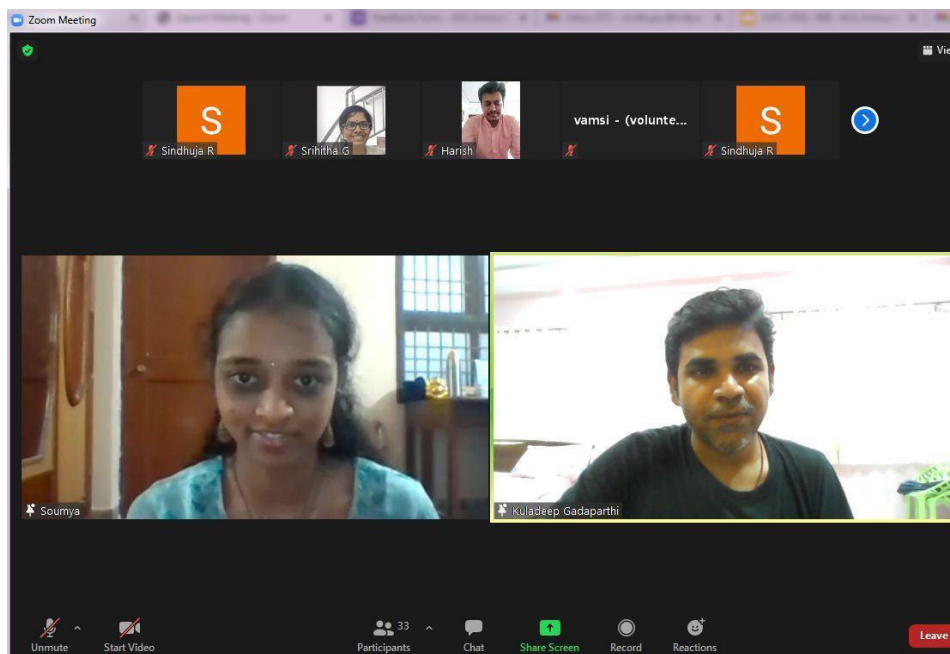 Zoom Meeting
View
S
Sindhuja R
Srihitha G
Harish
vamsi - (volunte...
S
Sindhuja R
Soumya
Kuladeep Gadaparthi
Unmute
Start Video
33
Participants
Chat
Share Screen
Record
Reactions
Leave